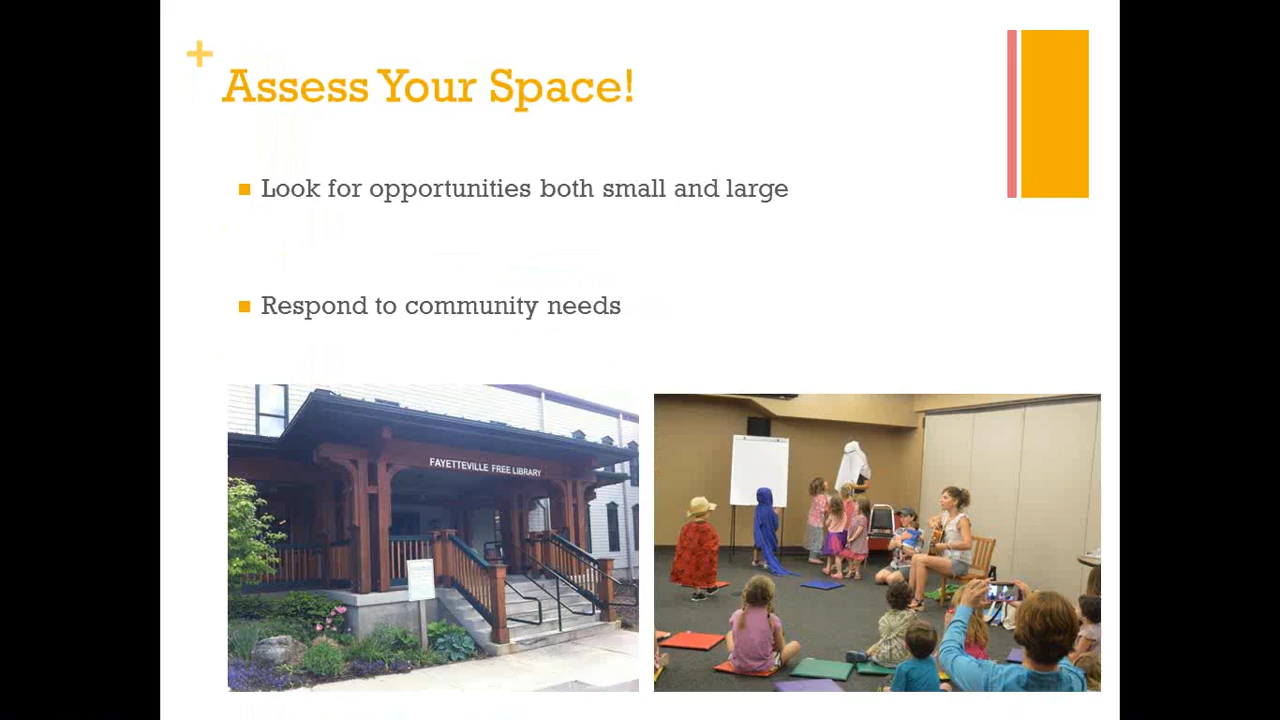 +
Assess Your Space!
Look for opportunities both small and large
Respond to community needs
FAYETTEVILLE FREE LIBRARY